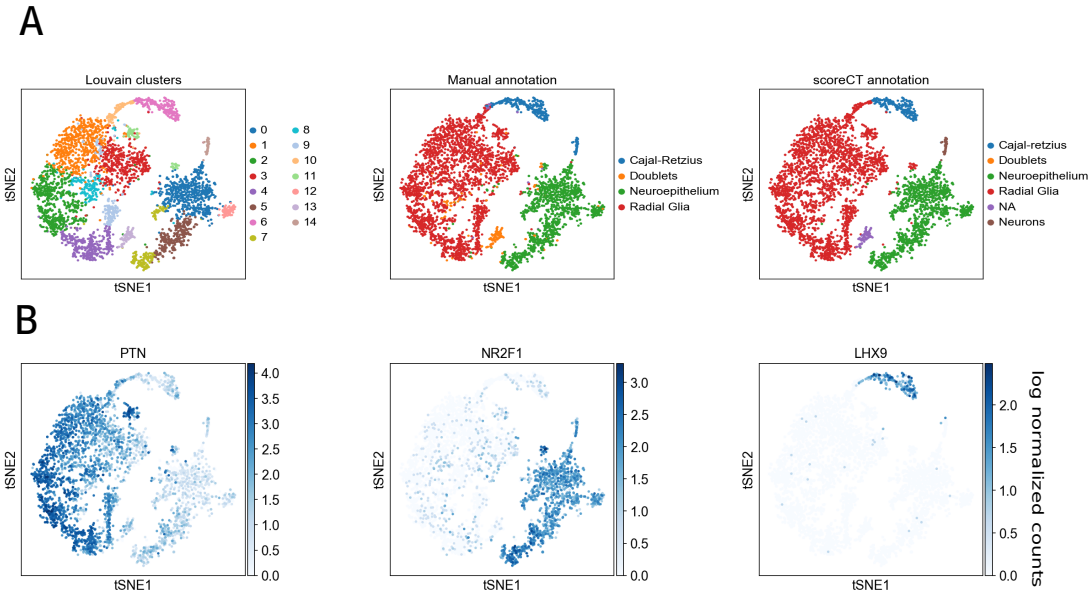 A
Louvain clusters
tSNE2
tSNE1
0
1
2
3
4
5
6
7
8
9
10
11
12
13
14
Manual annotation
tSNE2
tSNE1
Cajal-Retzius
Doublets
Neuroepithelium
Radial Glia
scoreCT annotation
tSNE2
tSNE1
Cajal-retzius
Doublets
Neuroepithelium
Radial Glia
NA
Neurons
B
PTN
tSNE2
tSNE1
4.0
3.5
3.0
2.5
2.0
1.5
1.0
0.5
0.0
NR2F1
tSNE2
tSNE1
3.0
2.5
2.0
1.5
1.0
0.5
0.0
LHX9
tSNE2
tSNE1
2.0
1.5
1.0
0.5
0.0
log normalized counts